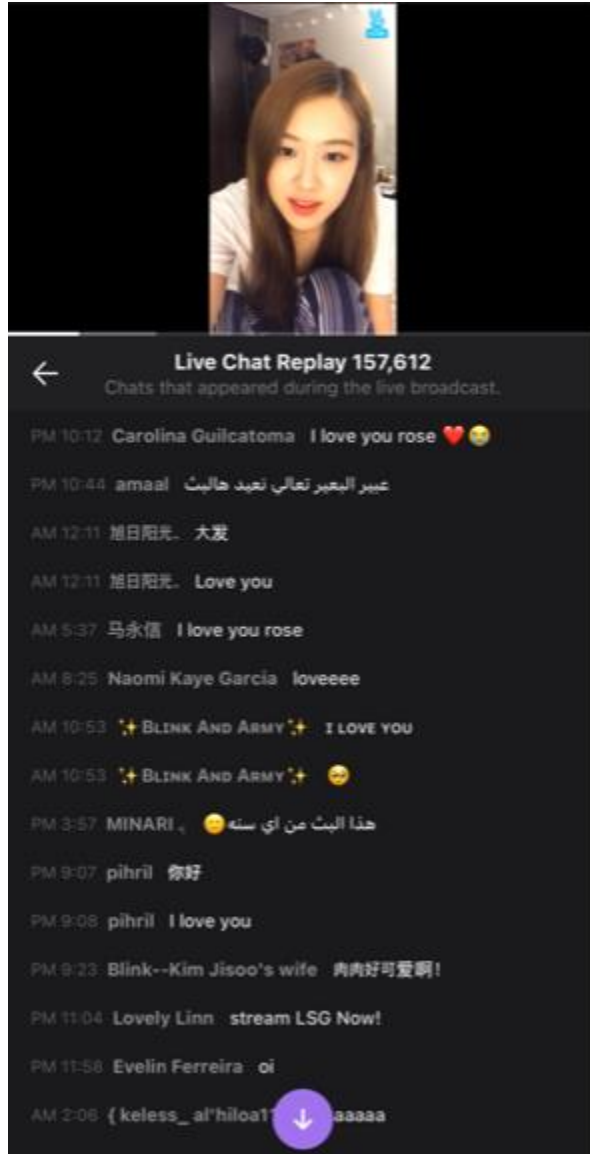 Live Chat Replay 157,612
Chats that appeared during the live broadcast.
PM 10:12 Carolina Guilcatoma I love you rose ❤️😭
PM 10:44 amaal عبير البعير تعالي نعيد هالبث
AM 12:11 旭日阳光. 大发
AM 12:11 旭日阳光. Love you
AM 5:37 马永信 I love you rose
AM 8:25 Naomi Kaye Garcia loveeee
AM 10:53 ✨Blink And Army✨ I LOVE YOU
AM 10:53 ✨Blink And Army✨ 🥺
PM 3:57 MINARI 、 هذا البث من اي سنه🙂
PM 9:07 pihril 你好
PM 9:08 pihril I love you
PM 9:23 Blink--Kim Jisoo's wife 肉肉好可爱啊!
PM 11:04 Lovely Linn stream LSG Now!
PM 11:58 Evelin Ferreira oi
AM 2:06 { keless_ al'hiloa1 aaaaa